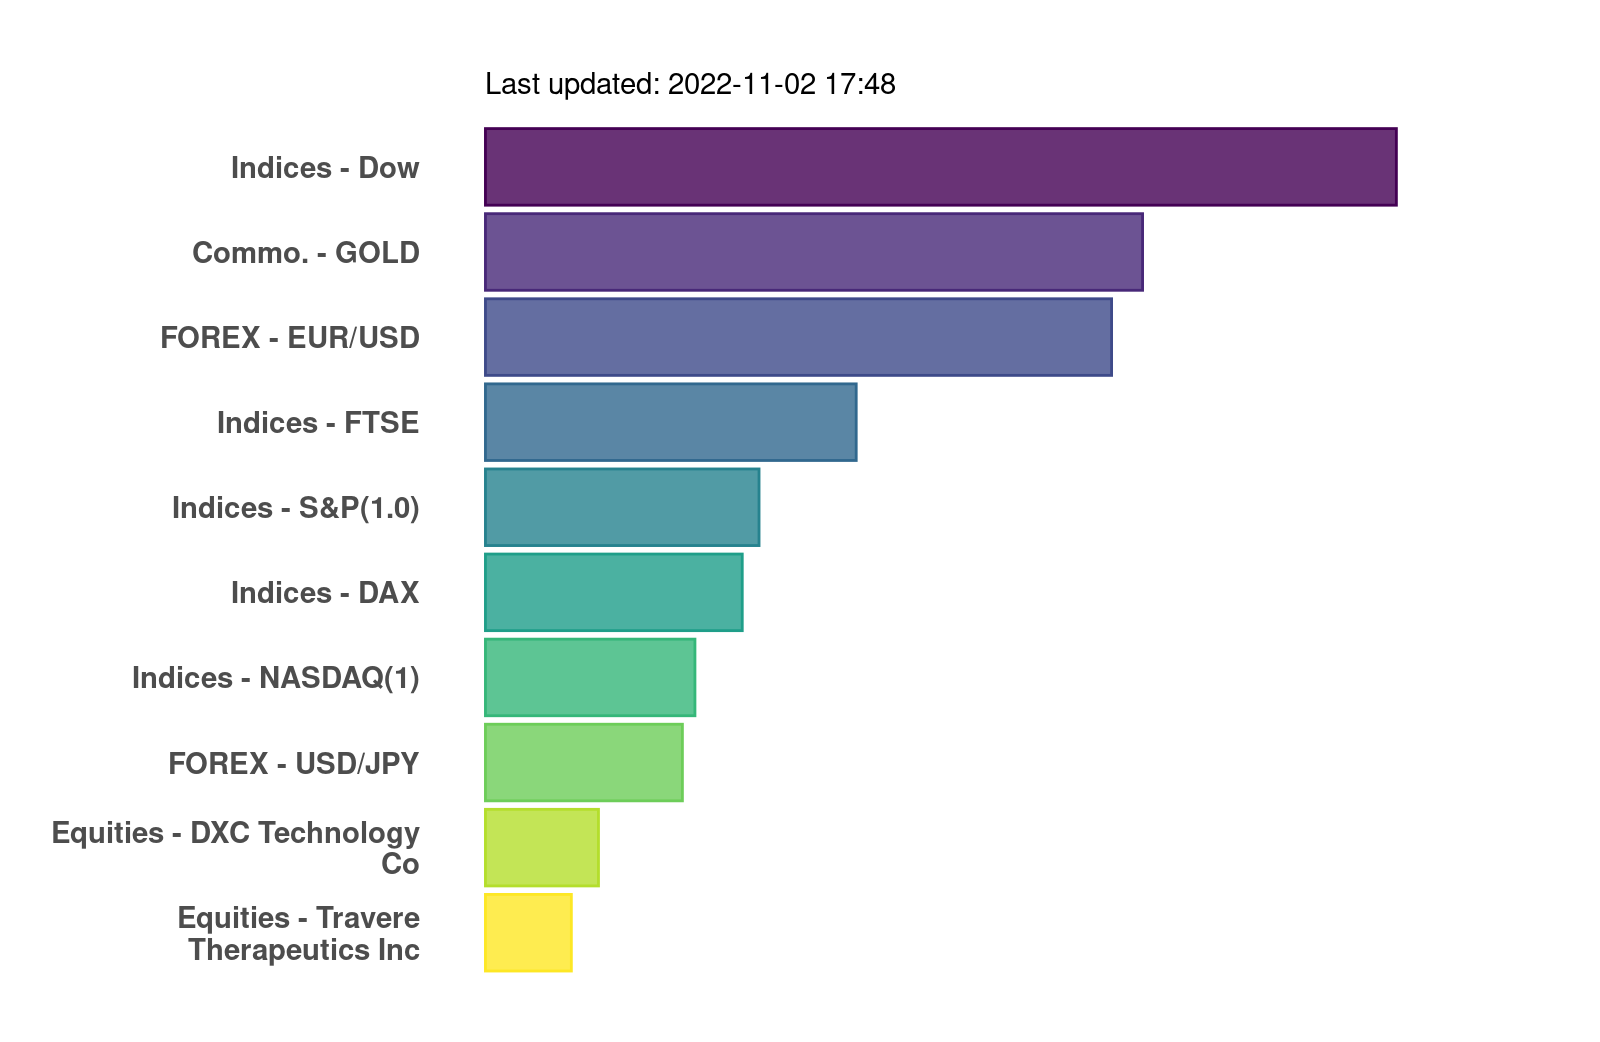 Last updated: 2022-11-02 17:48
Indices - Dow
Commo. - GOLD
FOREX - EUR/USD
Indices - FTSE
Indices - S&P(1.0)
Indices - DAX
Indices - NASDAQ(1)
FOREX - USD/JPY
Equities - DXC Technology
Co
Equities - Travere
Therapeutics Inc